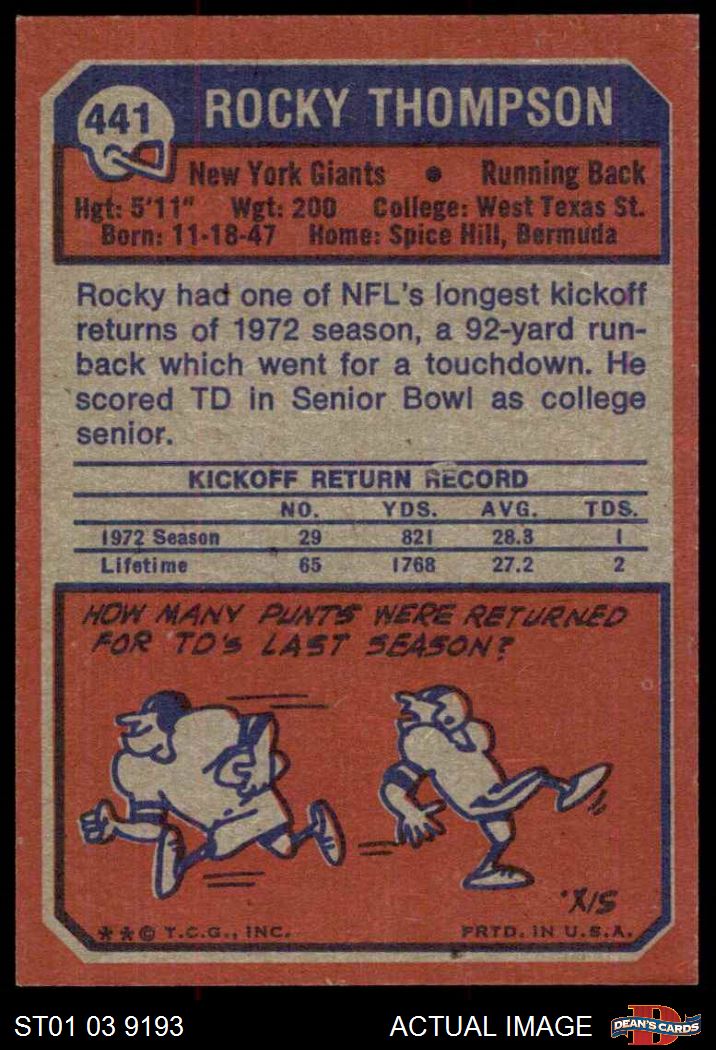 441
ROCKY THOMPSON
New York Giants • Running Back
Hgt: 5'11" Wgt: 200 College: West Texas St.
Born: 11-18-47 Home: Spice Hill, Bermuda
Rocky had one of NFL's longest kickoff
returns of 1972 season, a 92-yard run-
back which went for a touchdown. He
scored TD in Senior Bowl as college
senior.
KICKOFF RETURN RECORD
NO. YDS. AVG. TDS.
1972 Season 29 821 28.3 1
Lifetime 65 1768 27.2 2
HOW MANY PUNTS WERE RETURNED
FOR TD'S LAST SEASON?
** © T.C.G., INC. PRTD. IN U.S.A.
ST01 03 9193 ACTUAL IMAGE DEAN'S CARDS